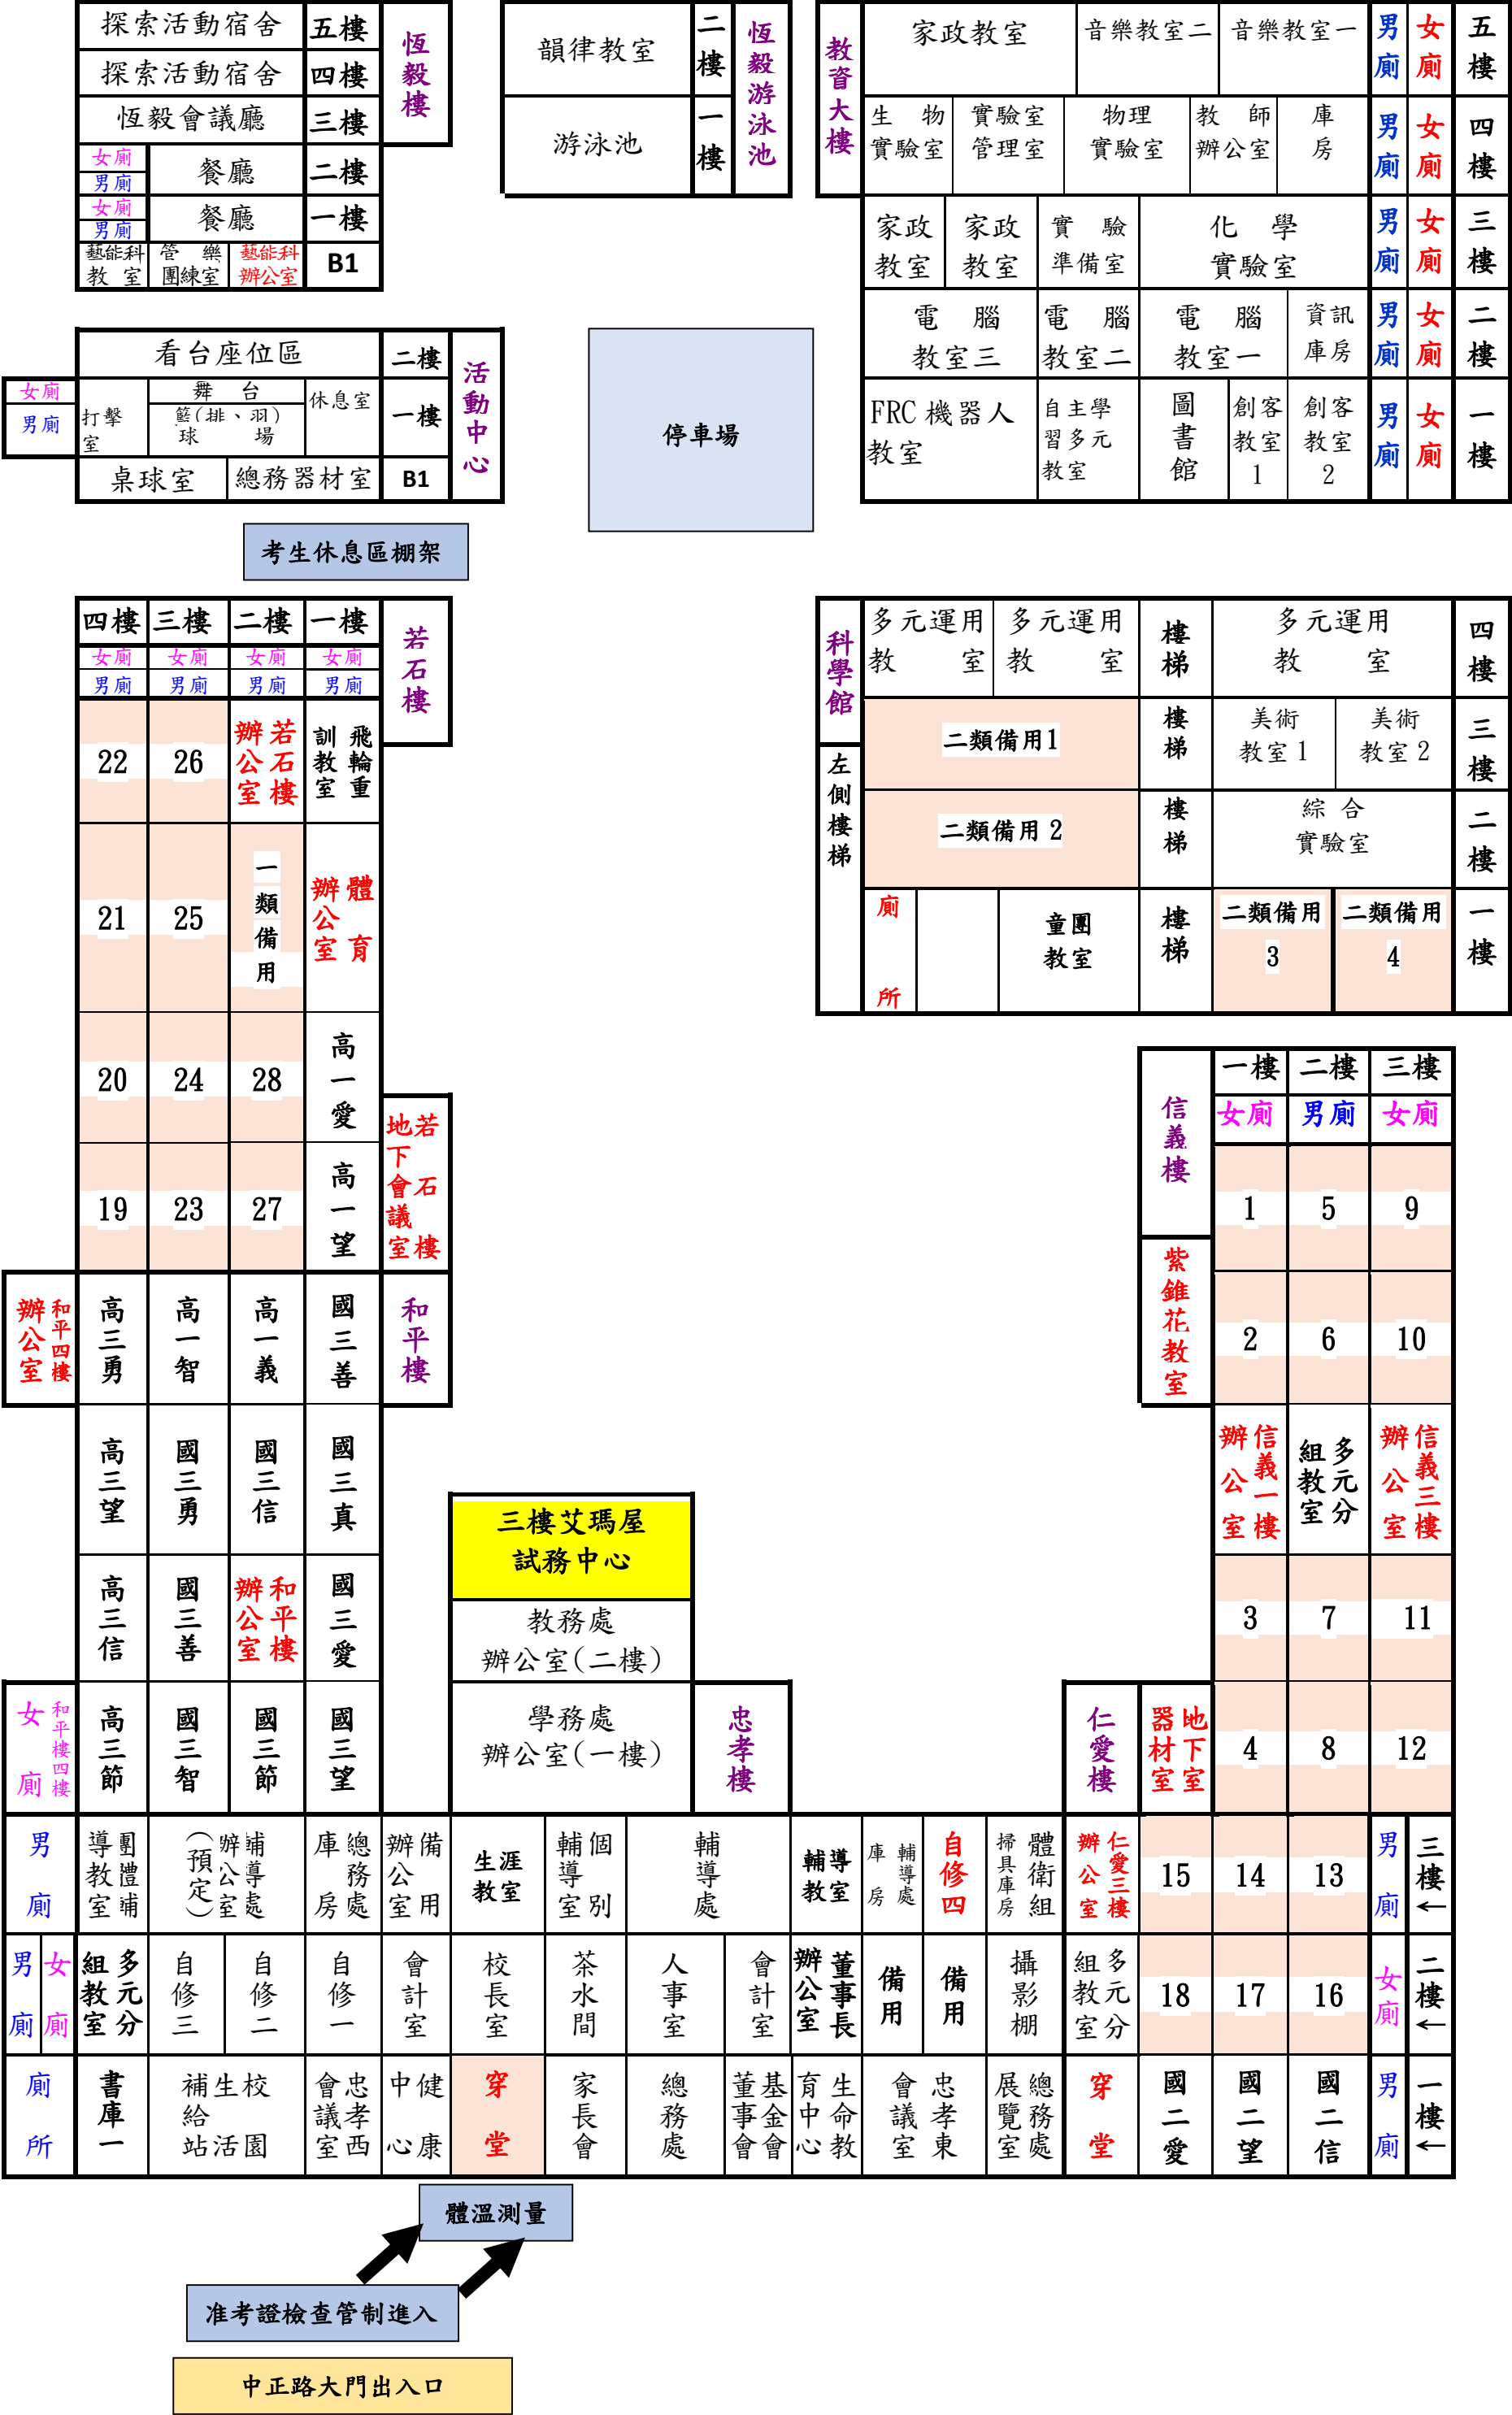 探索活動宿舍 五樓 恆毅樓
探索活動宿舍 四樓
恆毅會議廳 三樓
女廁 男廁 餐廳 二樓
女廁 男廁 餐廳 一樓
藝能科教室 管樂團練室 藝能科辦公室 B1
韻律教室 二樓 恆毅游泳池
游泳池 一樓
教資大樓 家政教室 音樂教室二 音樂教室一 男廁 女廁 五樓
生物實驗室 實驗室管理室 物理實驗室 教師辦公室 庫房 男廁 女廁 四樓
家政教室 家政教室 實驗準備室 化學實驗室 男廁 女廁 三樓
電腦教室三 電腦教室二 電腦教室一 資訊庫房 男廁 女廁 二樓
FRC機器人教室 自主學習多元教室 圖書館 創客教室1 創客教室2 男廁 女廁 一樓
看台座位區 二樓 活動中心
女廁 男廁 打擊室 舞台 籃(排、羽)球場 休息室 一樓
桌球室 總務器材室 B1
停車場
考生休息區棚架
四樓 三樓 二樓 一樓 若石樓
女廁 女廁 女廁 女廁
男廁 男廁 男廁 男廁
22 26 若石樓辦公室 飛輪重訓教室
21 25 一類備用 體育辦公室
20 24 28 高一愛
19 23 27 高一望 若石樓地下會議室
和平四樓辦公室 高三勇 高一智 高一義 國三善 和平樓
高三望 國三勇 國三信 國三真
高三信 國三善 和平樓辦公室 國三愛
和平樓四樓女廁 高三節 國三智 國三節 國三望
科學館 多元運用教室 多元運用教室 樓梯 多元運用教室 四樓
二類備用1 樓梯 美術教室1 美術教室2 三樓
左側樓梯 二類備用2 樓梯 綜合實驗室 二樓
廁所 童團教室 樓梯 二類備用3 二類備用4 一樓
信義樓 一樓 二樓 三樓
女廁 男廁 女廁
1 5 9
紫錐花教室 2 6 10
信義一樓辦公室 多元分組教室 信義三樓辦公室
3 7 11
仁愛樓 地下室器材室 4 8 12
三樓艾瑪屋
試務中心
教務處
辦公室(二樓)
學務處
辦公室(一樓)
忠孝樓
男廁 團體輔導教室 輔導處辦公室(預定) 總務處庫房 備用辦公 生涯教室 個別輔導室 輔導處 輔導教室 輔導處庫房 自修四 體衛組掃具庫房 仁愛三樓辦公室 15 14 13 男廁 三樓←
男廁 女廁 多元分組教室 自修三 自修二 自修一 會計室 校長室 茶水間 人事室 會計室 董事長辦公室 備用 備用 攝影棚 多元分組教室 18 17 16 女廁 二樓←
廁所 書庫一 校園生活補給站 忠孝西會議室 健康中心 穿堂 家長會 總務處 基金會董事會 生命教育中心 忠孝東會議室 總務處展覽室 穿堂 國二愛 國二望 國二信 男廁 一樓←
體溫測量
准考證檢查管制進入
中正路大門出入口